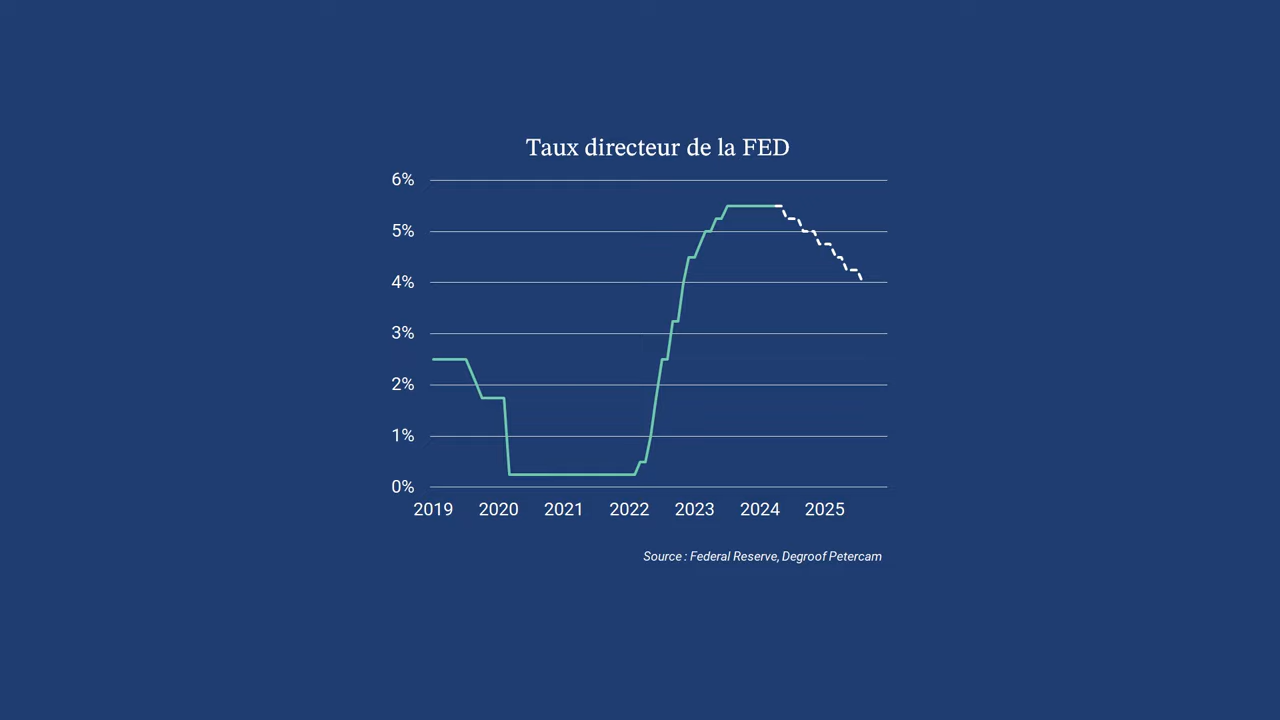 Taux directeur de la FED
6%
5%
4%
3%
2%
1%
0%
2019 2020 2021 2022 2023 2024 2025
Source : Federal Reserve, Degroof Petercam